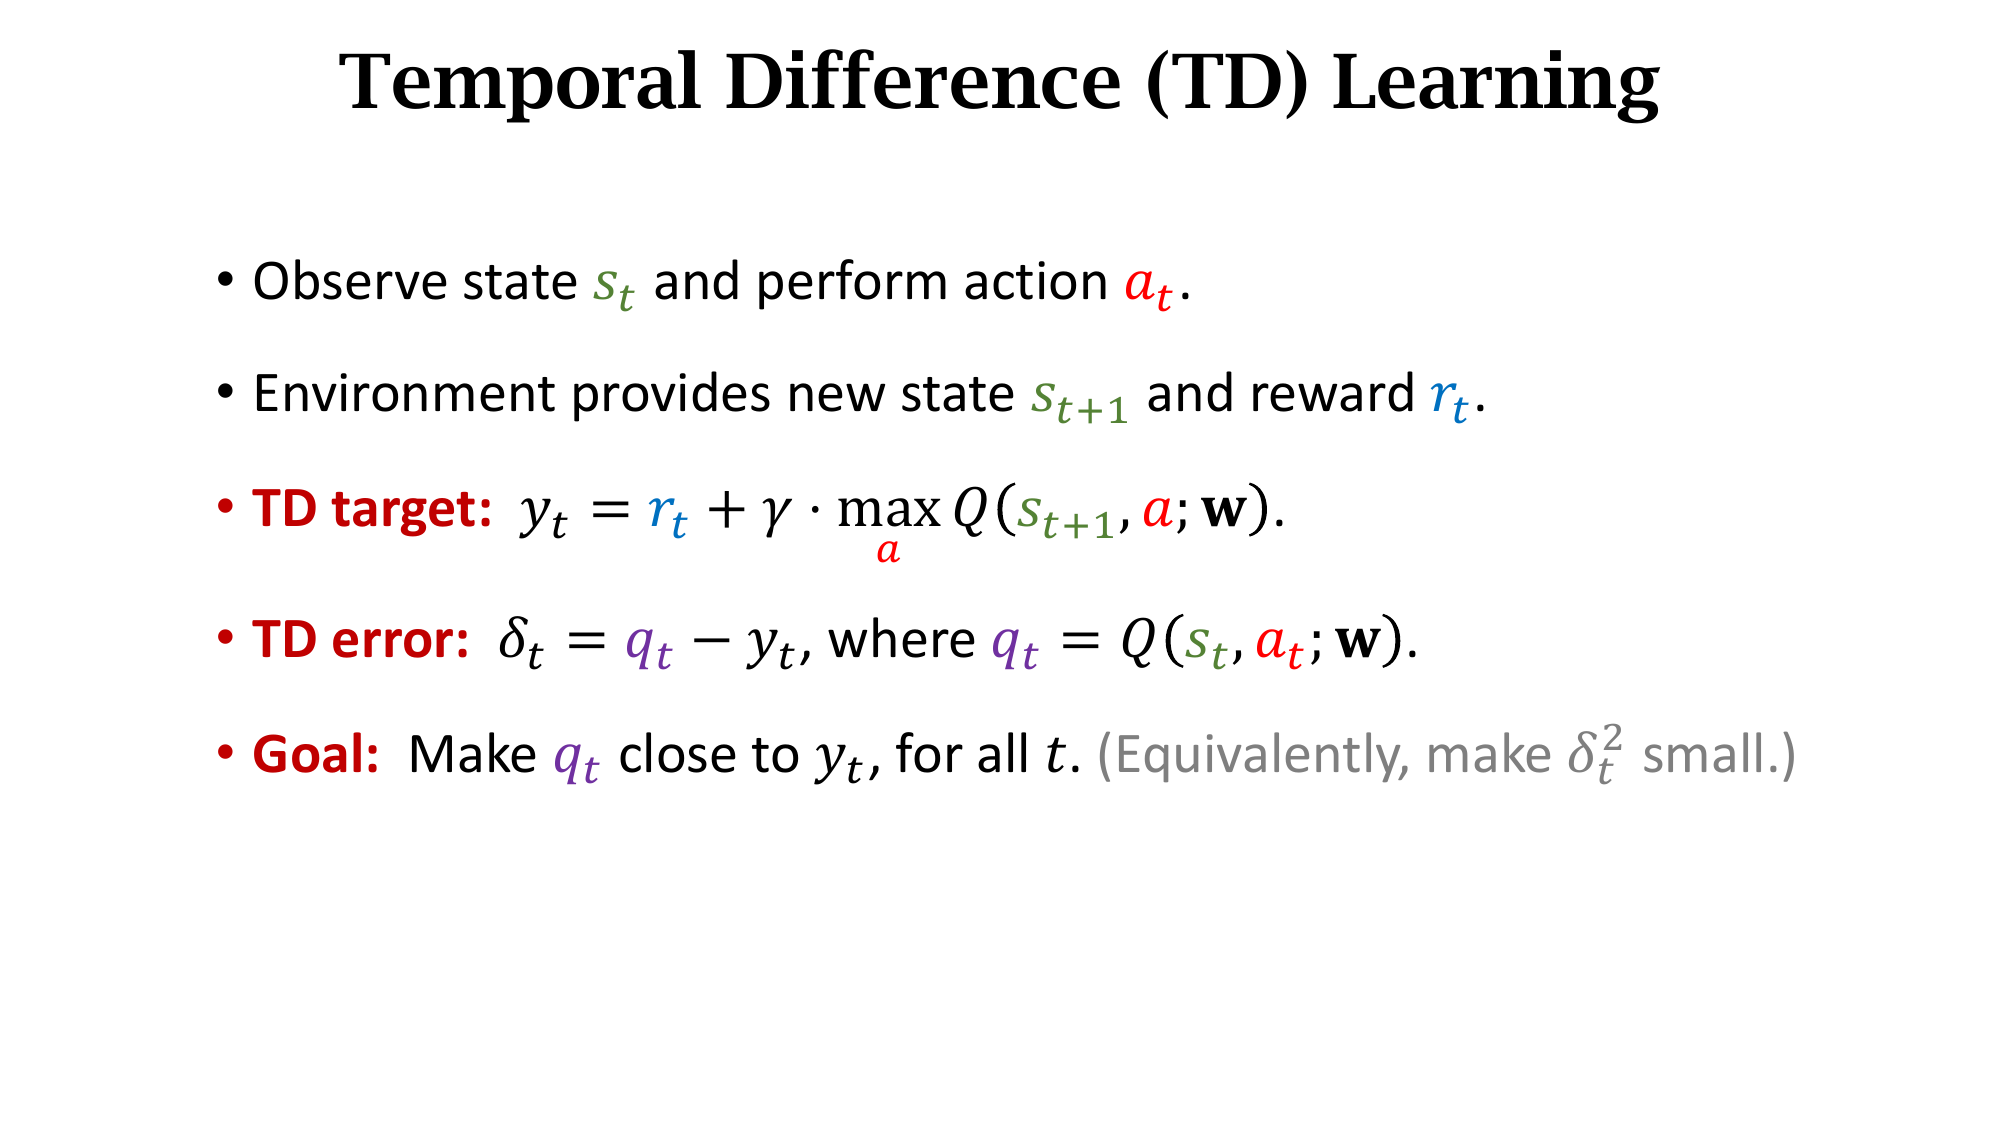 Temporal Difference (TD) Learning
• Observe state $s_t$ and perform action $a_t$.
• Environment provides new state $s_{t+1}$ and reward $r_t$.
• TD target: $y_t = r_t + \gamma \cdot \max_a Q(s_{t+1}, a; \mathbf{w})$.
• TD error: $\delta_t = q_t - y_t$, where $q_t = Q(s_t, a_t; \mathbf{w})$.
• Goal: Make $q_t$ close to $y_t$, for all $t$. (Equivalently, make $\delta_t^2$ small.)